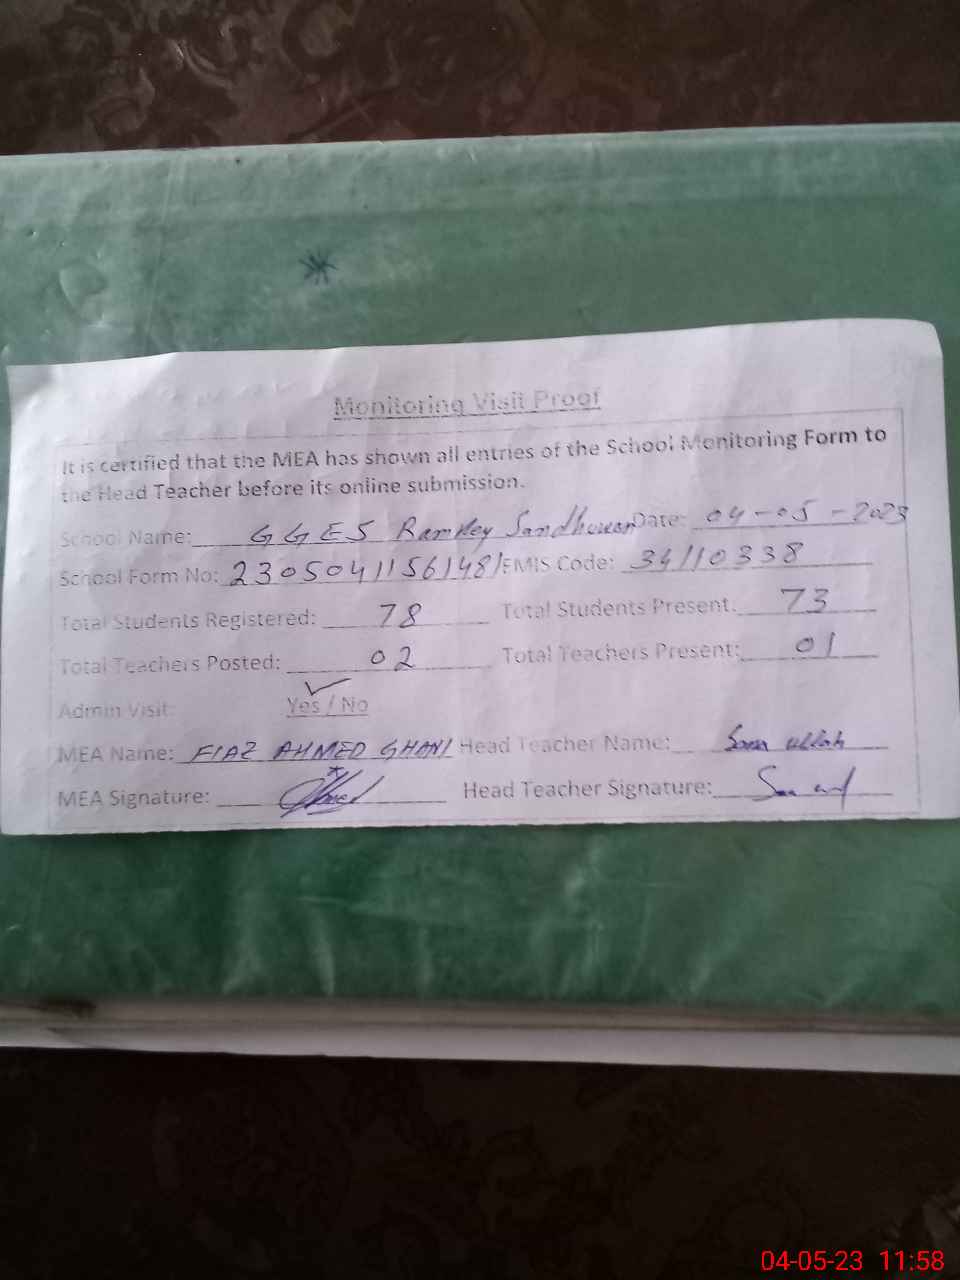 Monitoring Visit Proof
It is certified that the MEA has shown all entries of the School Monitoring Form to
the Head Teacher before its online submission.
School Name: GGES Ramkey Sandhuwan Date: 04-05-2023
School Form No: 23050411561481 EMIS Code: 34110338
Total Students Registered: 78 Total Students Present: 73
Total Teachers Posted: 02 Total Teachers Present: 01
Admin Visit: Yes / No
MEA Name: FIAZ AHMED GHANI Head Teacher Name: ullah
MEA Signature: Head Teacher Signature:
04-05-23 11:58